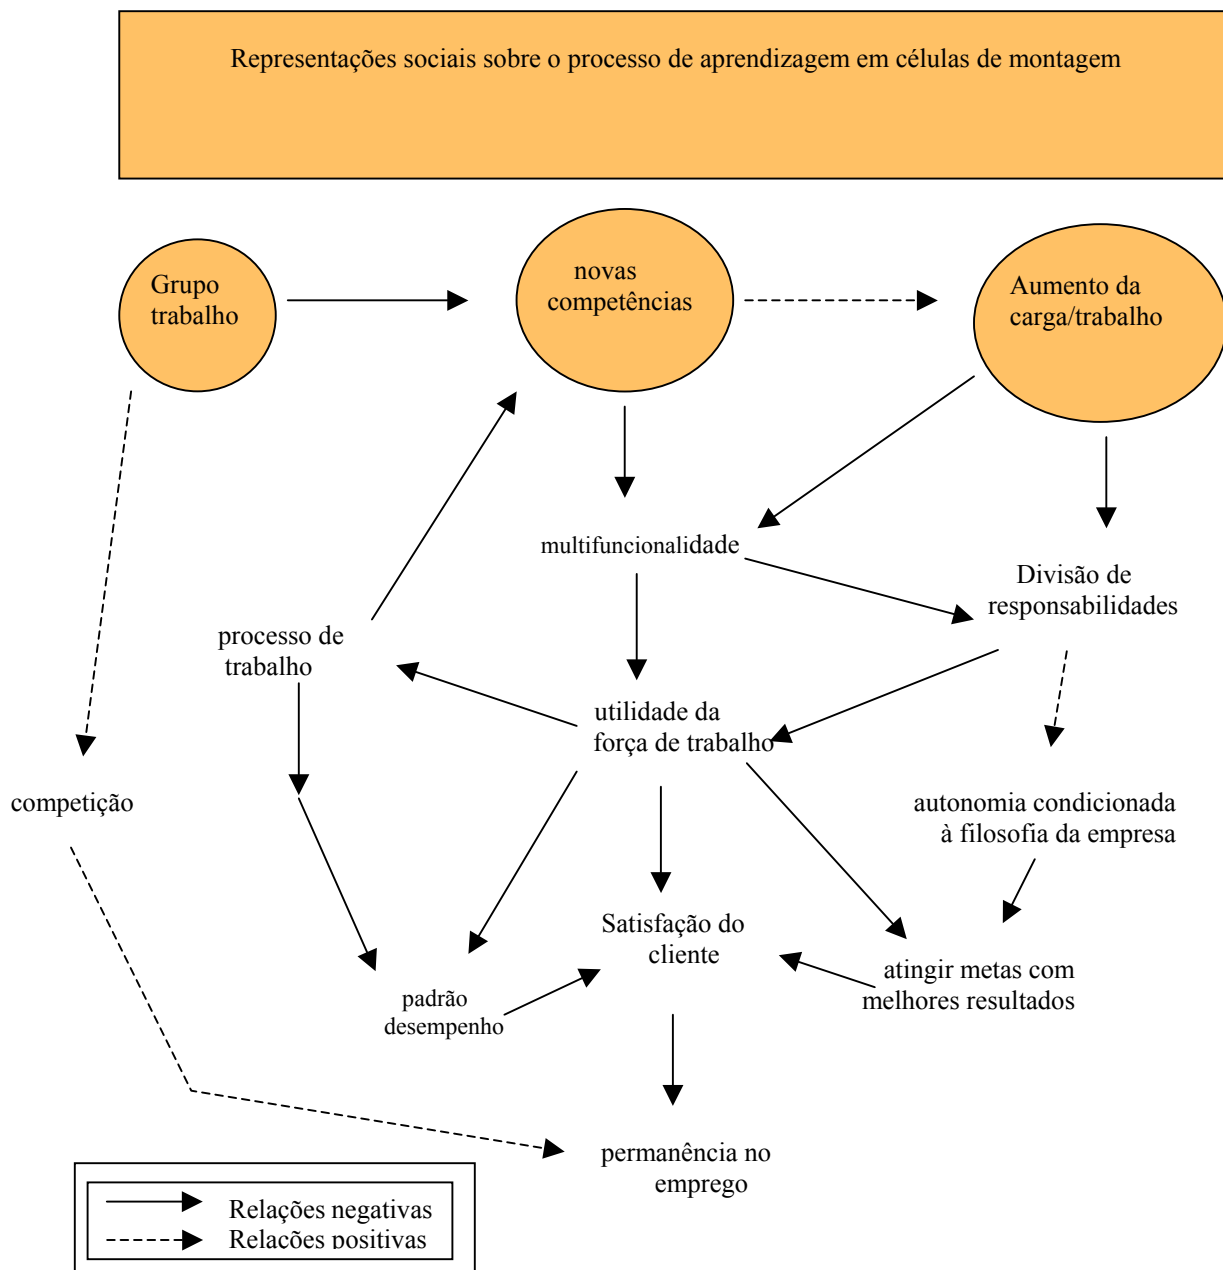 Representações sociais sobre o processo de aprendizagem em células de montagem
Grupo
trabalho
novas
competências
Aumento da
carga/trabalho
multifuncionalidade
Divisão de
responsabilidades
processo de
trabalho
utilidade da
força de trabalho
competição
autonomia condicionada
à filosofia da empresa
Satisfação do
cliente
atingir metas com
melhores resultados
padrão
desempenho
permanência no
emprego
Relações negativas
Relações positivas